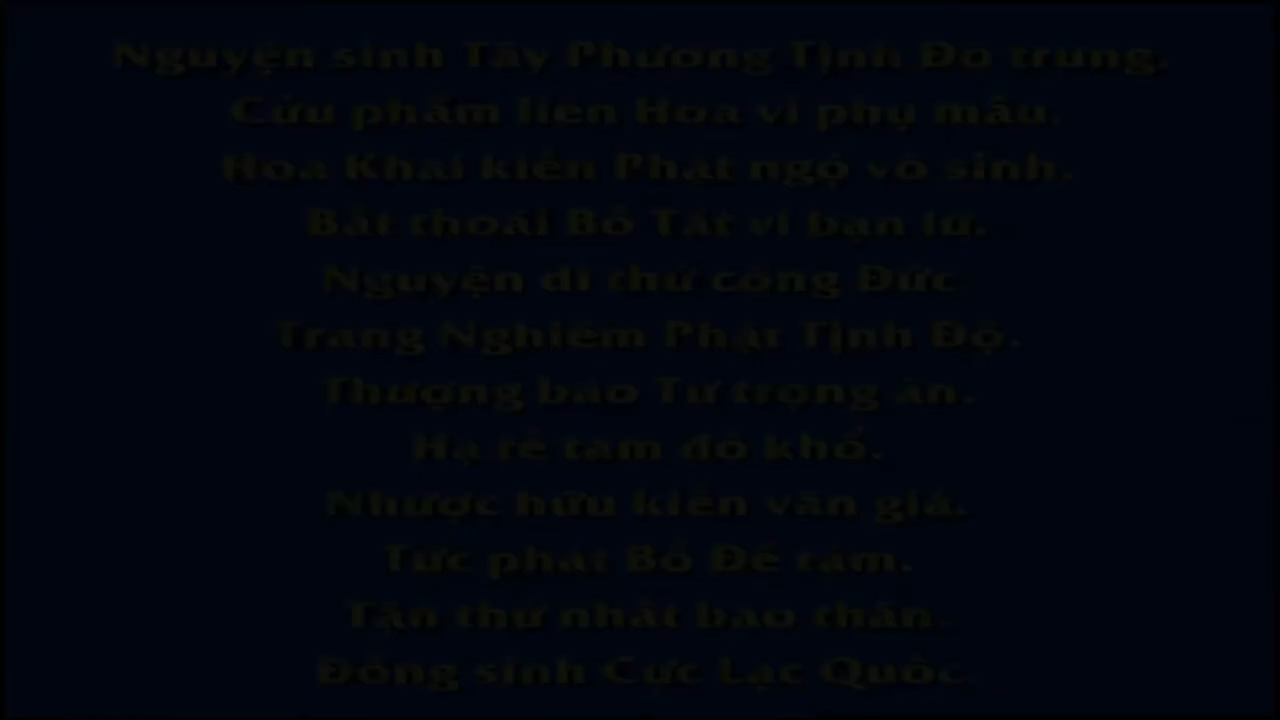 Nguyện sinh Tây Phương Tịnh Độ trung.
Cửu phẩm liên Hoa vi phụ mẫu.
Hoa Khai kiến Phật ngộ vô sinh.
Bất thoái Bồ Tát vi bạn lữ.
Nguyện dĩ thử công Đức
Trang Nghiêm Phật Tịnh Độ.
Thượng báo Tứ trọng ân.
Hạ tế tam đồ khổ.
Nhược hữu kiến văn giả.
Tức phát Bồ Đề tâm.
Tận thử nhất báo thân.
Đồng sinh Cực Lạc Quốc.